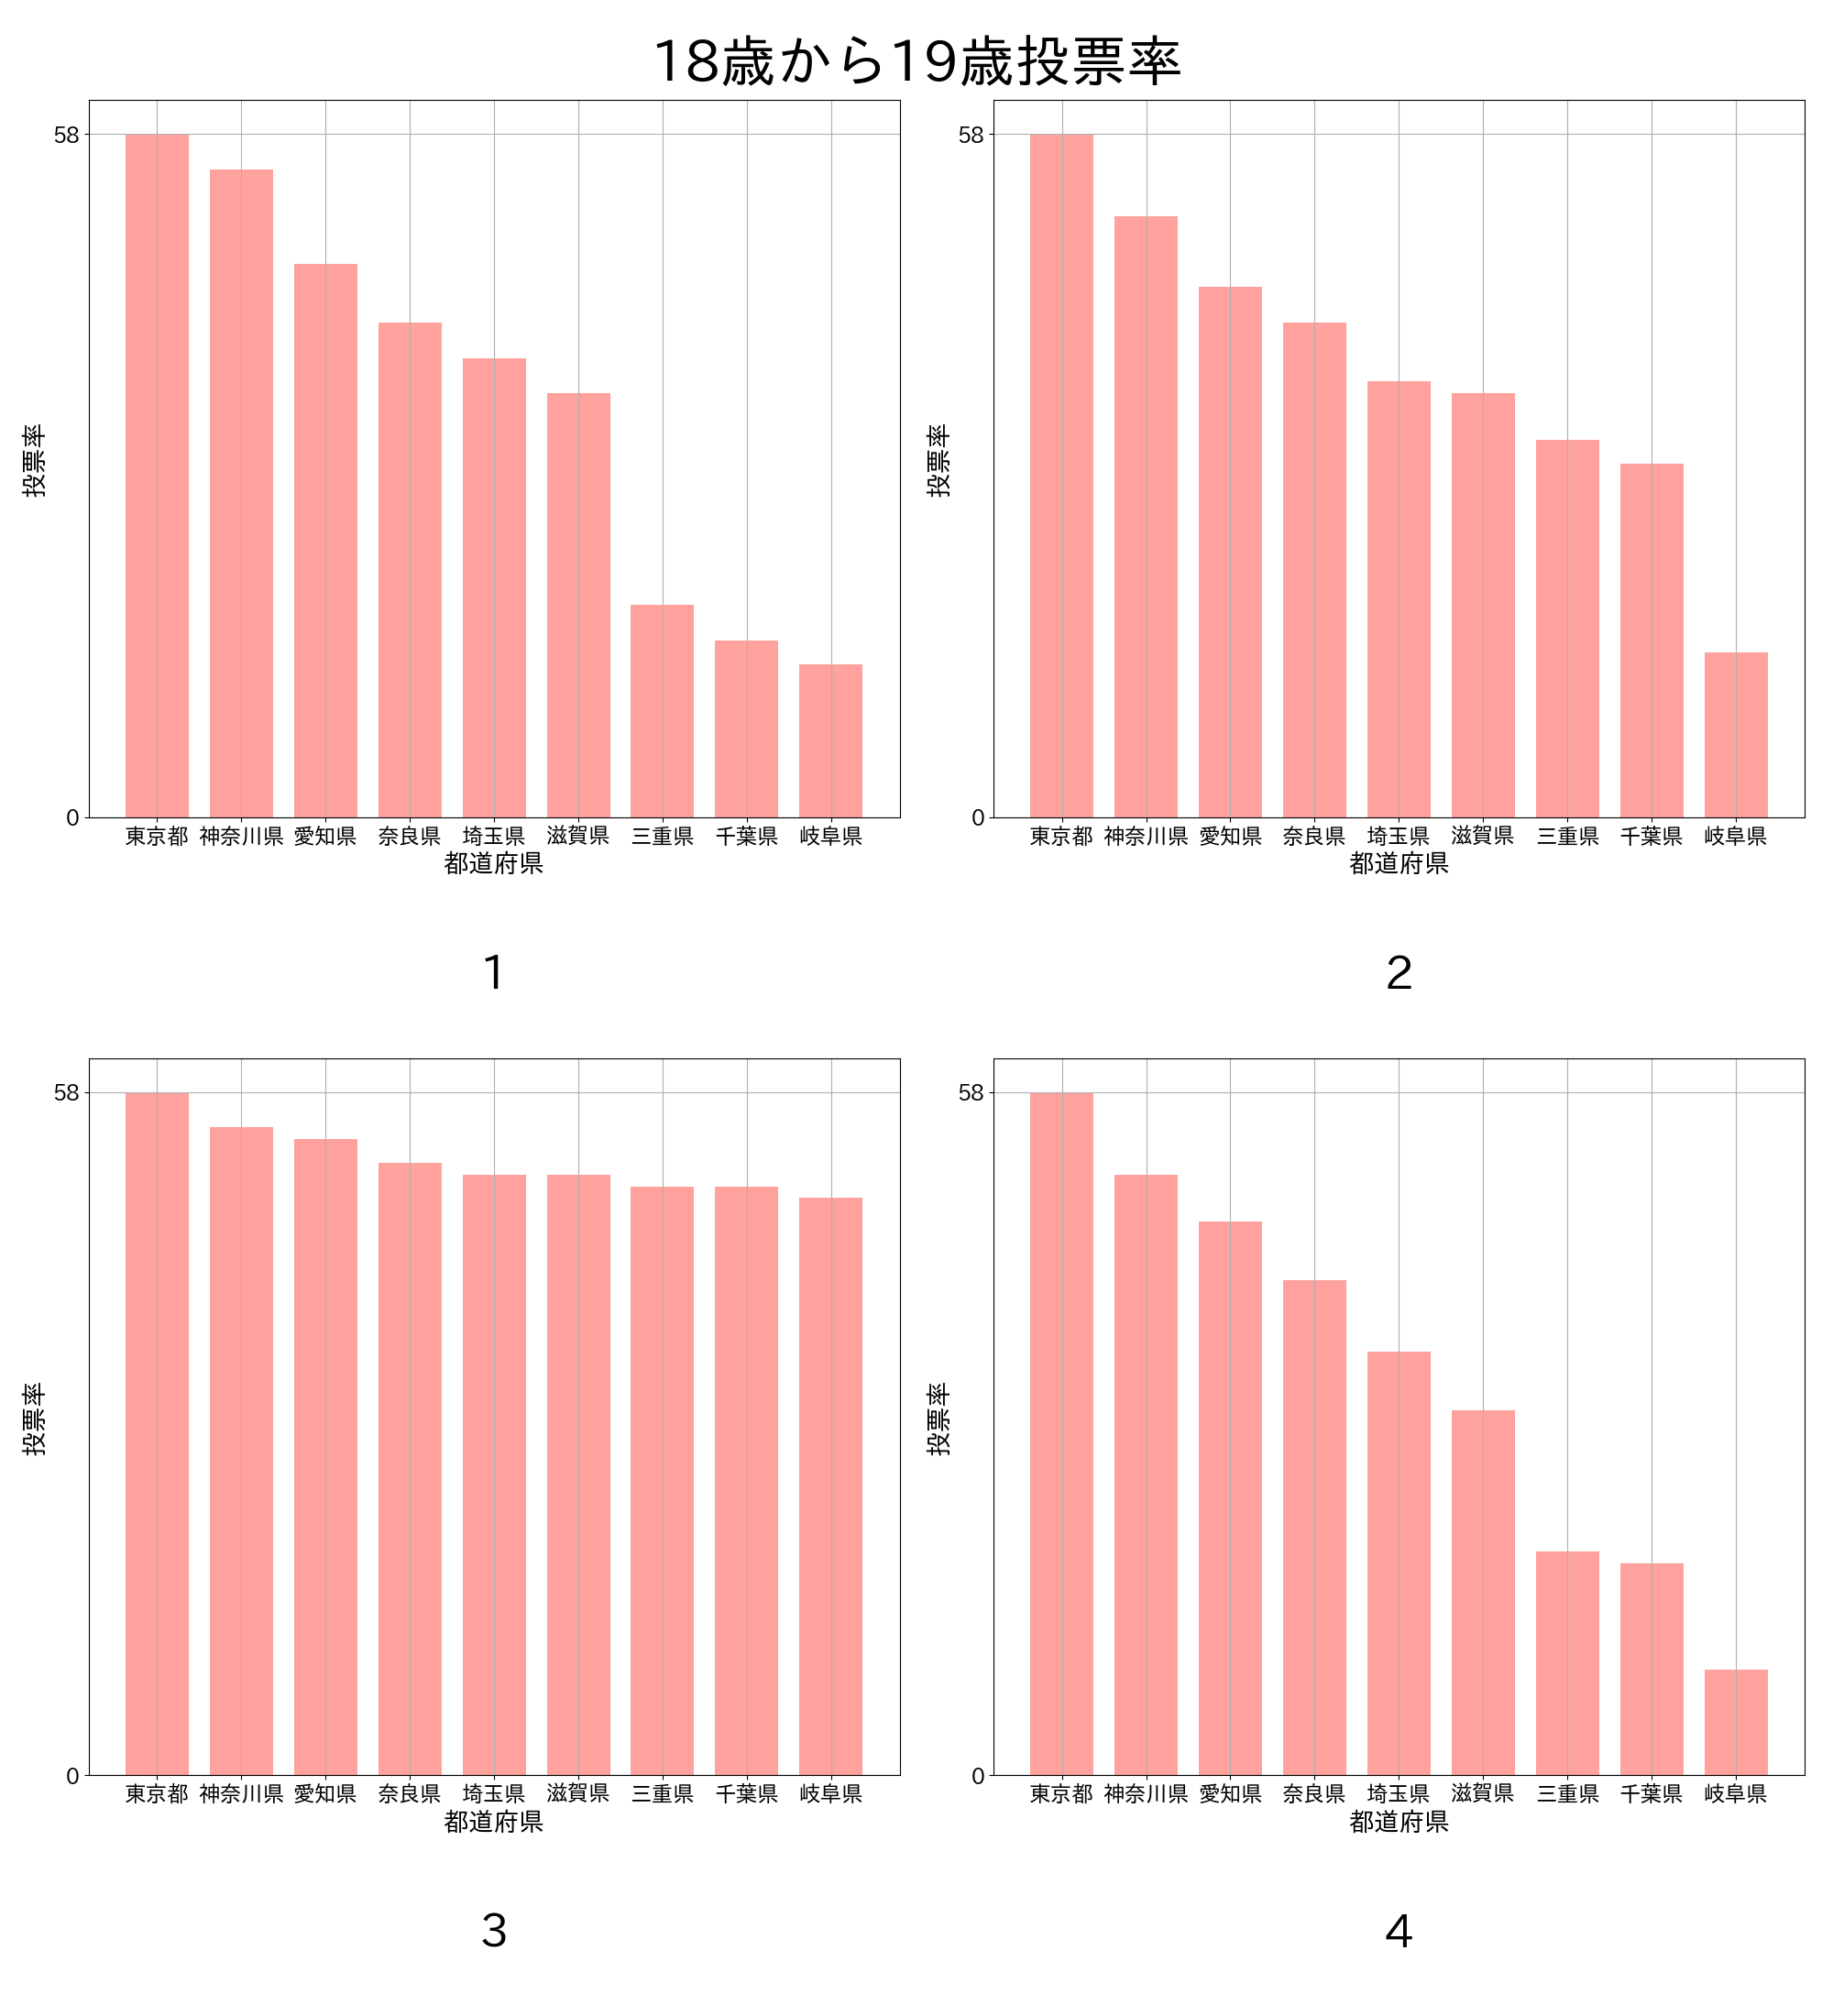 18歳から19歳投票率
58
0
投票率
東京都 神奈川県 愛知県 奈良県 埼玉県 滋賀県 三重県 千葉県 岐阜県
都道府県
1
58
0
投票率
東京都 神奈川県 愛知県 奈良県 埼玉県 滋賀県 三重県 千葉県 岐阜県
都道府県
2
58
0
投票率
東京都 神奈川県 愛知県 奈良県 埼玉県 滋賀県 三重県 千葉県 岐阜県
都道府県
3
58
0
投票率
東京都 神奈川県 愛知県 奈良県 埼玉県 滋賀県 三重県 千葉県 岐阜県
都道府県
4